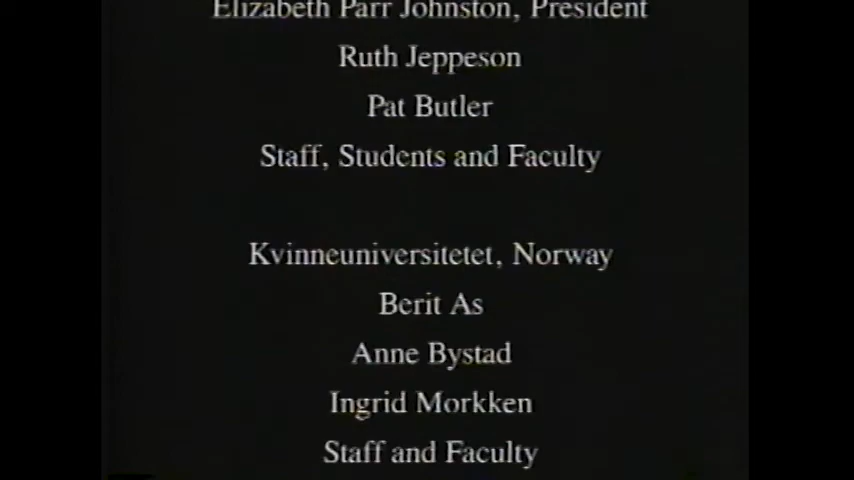 Elizabeth Parr Johnston, President
Ruth Jeppeson
Pat Butler
Staff, Students and Faculty
Kvinneuniversitetet, Norway
Berit As
Anne Bystad
Ingrid Morkken
Staff and Faculty